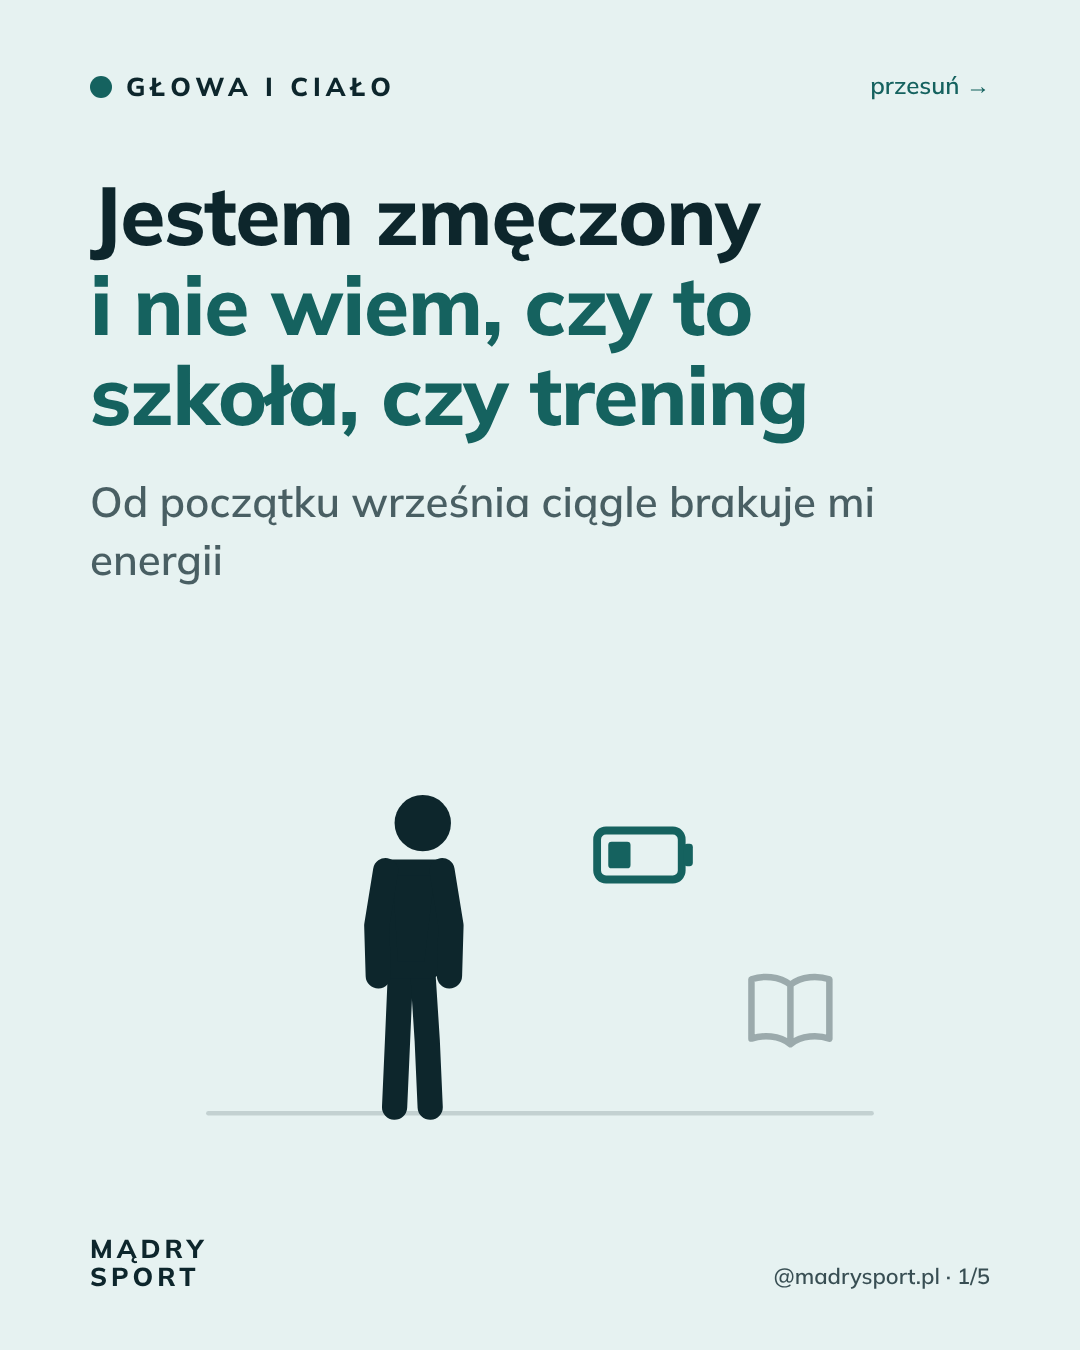 GŁOWA I CIAŁO
przesuń →
Jestem zmęczony
i nie wiem, czy to
szkoła, czy trening
Od początku września ciągle brakuje mi
energii
MĄDRY
SPORT
@madrysport.pl · 1/5